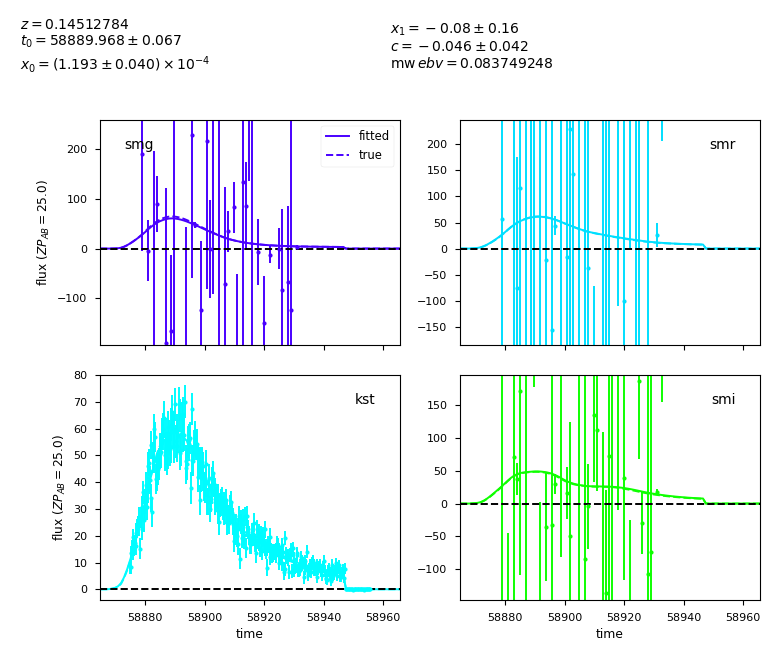 z = 0.14512784
t₀ = 58889.968 ± 0.067
x₀ = (1.193 ± 0.040) × 10⁻⁴
x₁ = −0.08 ± 0.16
c = −0.046 ± 0.042
mw ebv = 0.083749248
smg
fitted
true
200
100
0
−100
flux (ZP_AB = 25.0)
smr
200
150
100
50
0
−50
−100
−150
kst
80
70
60
50
40
30
20
10
0
flux (ZP_AB = 25.0)
58880 58900 58920 58940 58960
time
smi
150
100
50
0
−50
−100
58880 58900 58920 58940 58960
time